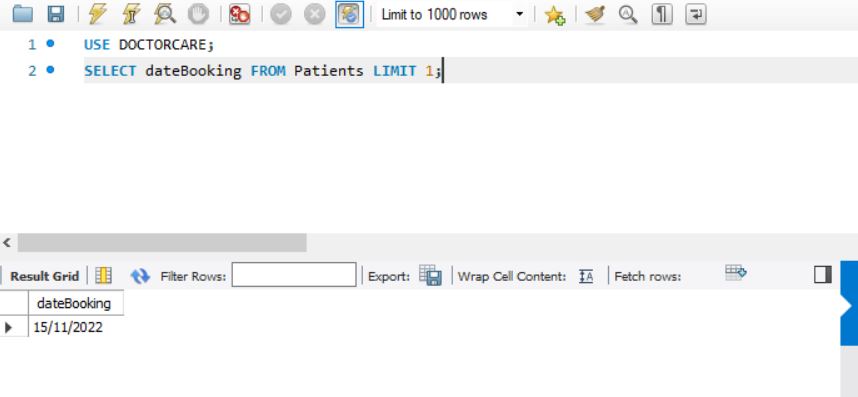 Limit to 1000 rows
1 USE DOCTORCARE;
2 SELECT dateBooking FROM Patients LIMIT 1;
Result Grid Filter Rows: Export: Wrap Cell Content: Fetch rows:
dateBooking
15/11/2022